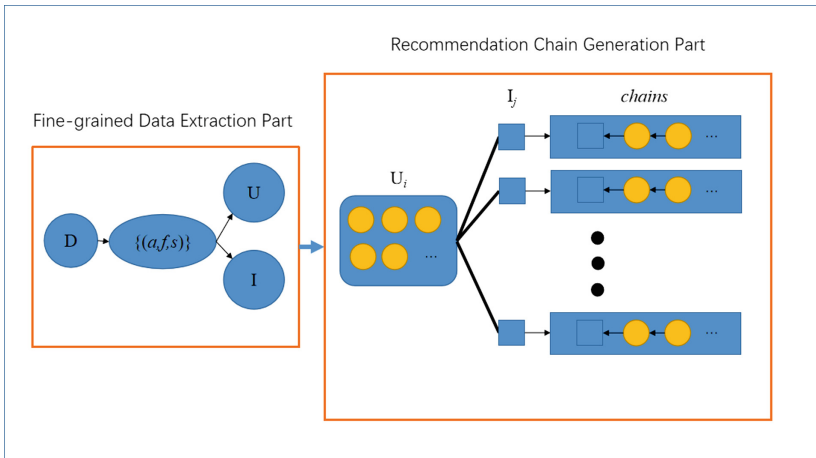 Recommendation Chain Generation Part
Fine-grained Data Extraction Part
I_j
chains
...
U_i
...
U
D
{(a,f,s)}
I
...
...